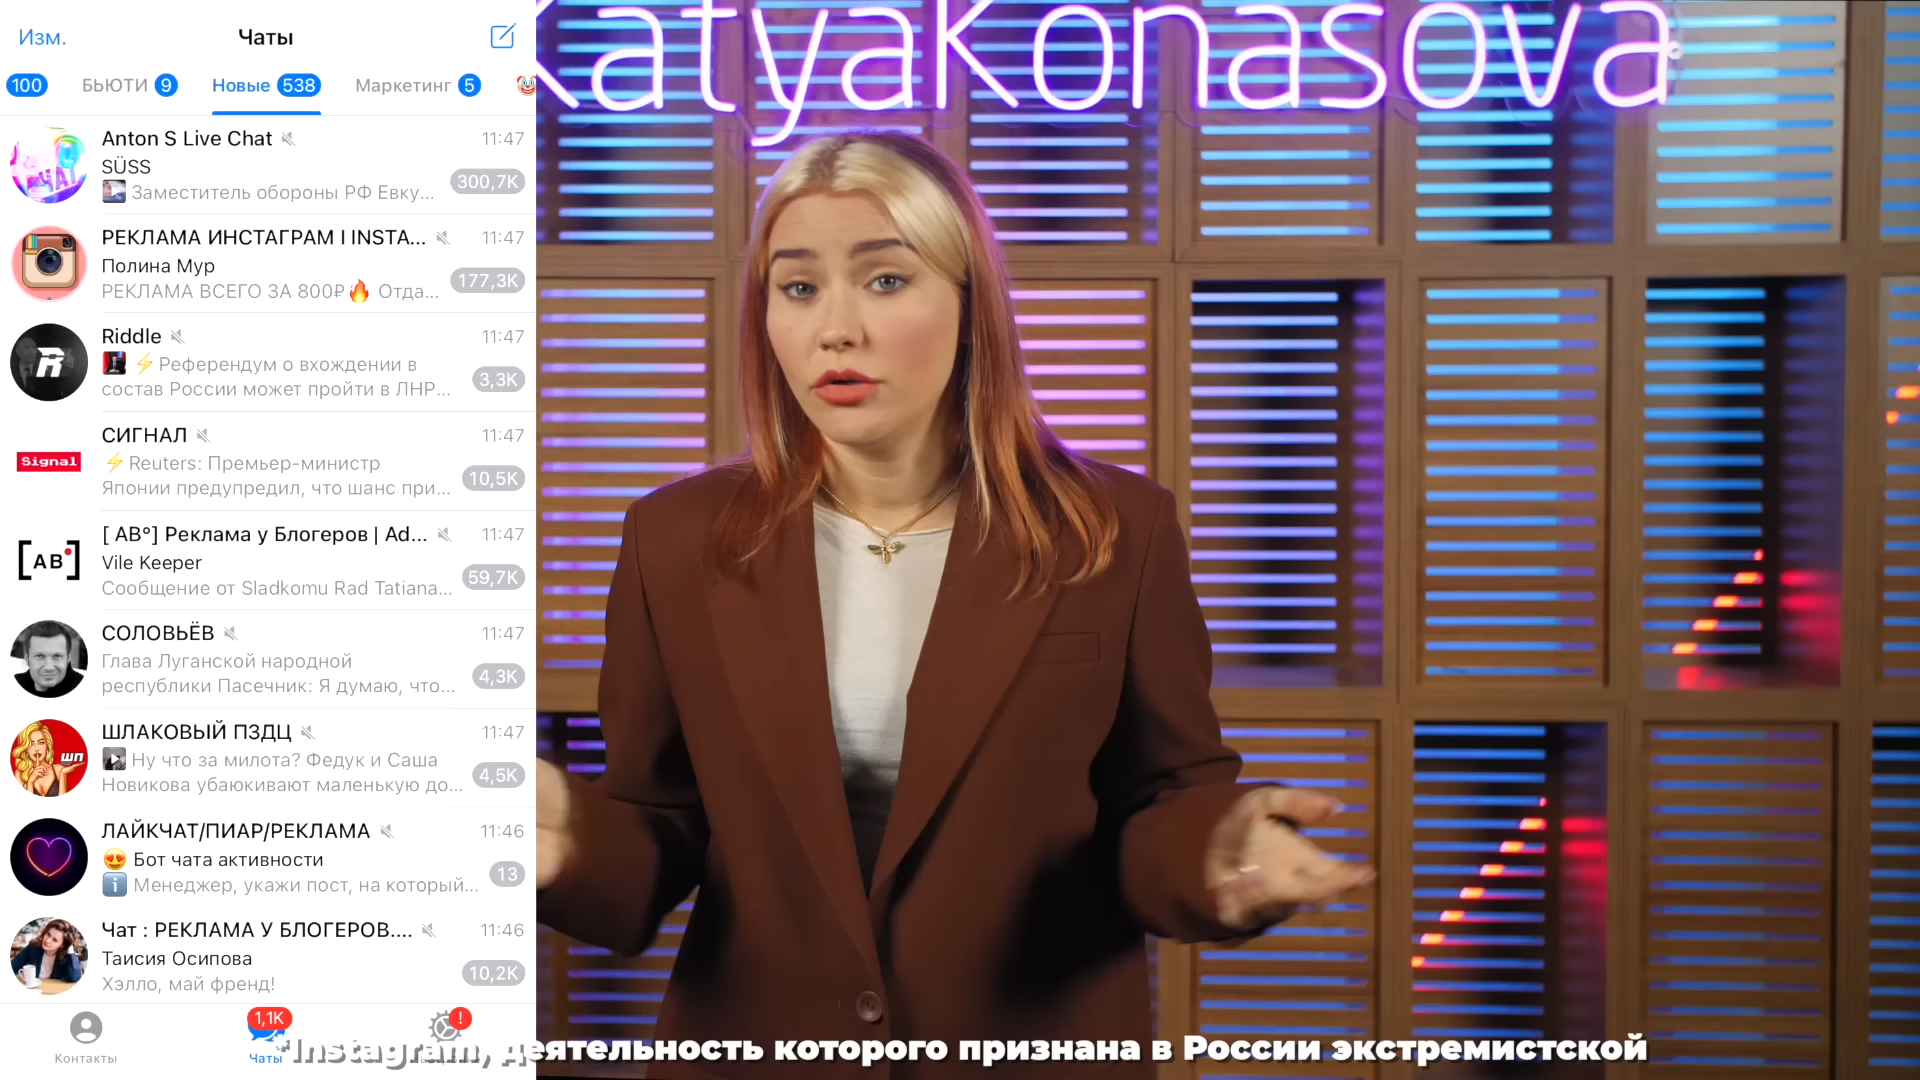 Изм.
Чаты
100
БЬЮТИ 9
Новые 538
Маркетинг 5
Anton S Live Chat
11:47
SÜSS
Заместитель обороны РФ Евку...
300,7K
ЧАТ
РЕКЛАМА ИНСТАГРАМ I INSTA...
11:47
Полина Мур
РЕКЛАМА ВСЕГО ЗА 800₽🔥 Отда...
177,3K
Riddle
11:47
⚡Референдум о вхождении в
состав России может пройти в ЛНР...
3,3K
R
СИГНАЛ
11:47
⚡Reuters: Премьер-министр
Японии предупредил, что шанс при...
10,5K
Signal
[ AB°] Реклама у Блогеров | Ad...
11:47
Vile Keeper
Сообщение от Sladkomu Rad Tatiana...
59,7K
[AB]
СОЛОВЬЁВ
11:47
Глава Луганской народной
республики Пасечник: Я думаю, что...
4,3K
ШЛАКОВЫЙ ПЗДЦ
11:47
Ну что за милота? Федук и Саша
Новикова убаюкивают маленькую до...
4,5K
шп
ЛАЙКЧАТ/ПИАР/РЕКЛАМА
11:46
😍 Бот чата активности
ℹ️ Менеджер, укажи пост, на который...
13
Чат : РЕКЛАМА У БЛОГЕРОВ....
11:46
Таисия Осипова
Хэлло, май френд!
10,2K
Контакты
1,1K
Чаты
!
KatyaKonasova
*Instagram, деятельность которого признана в России экстремистской